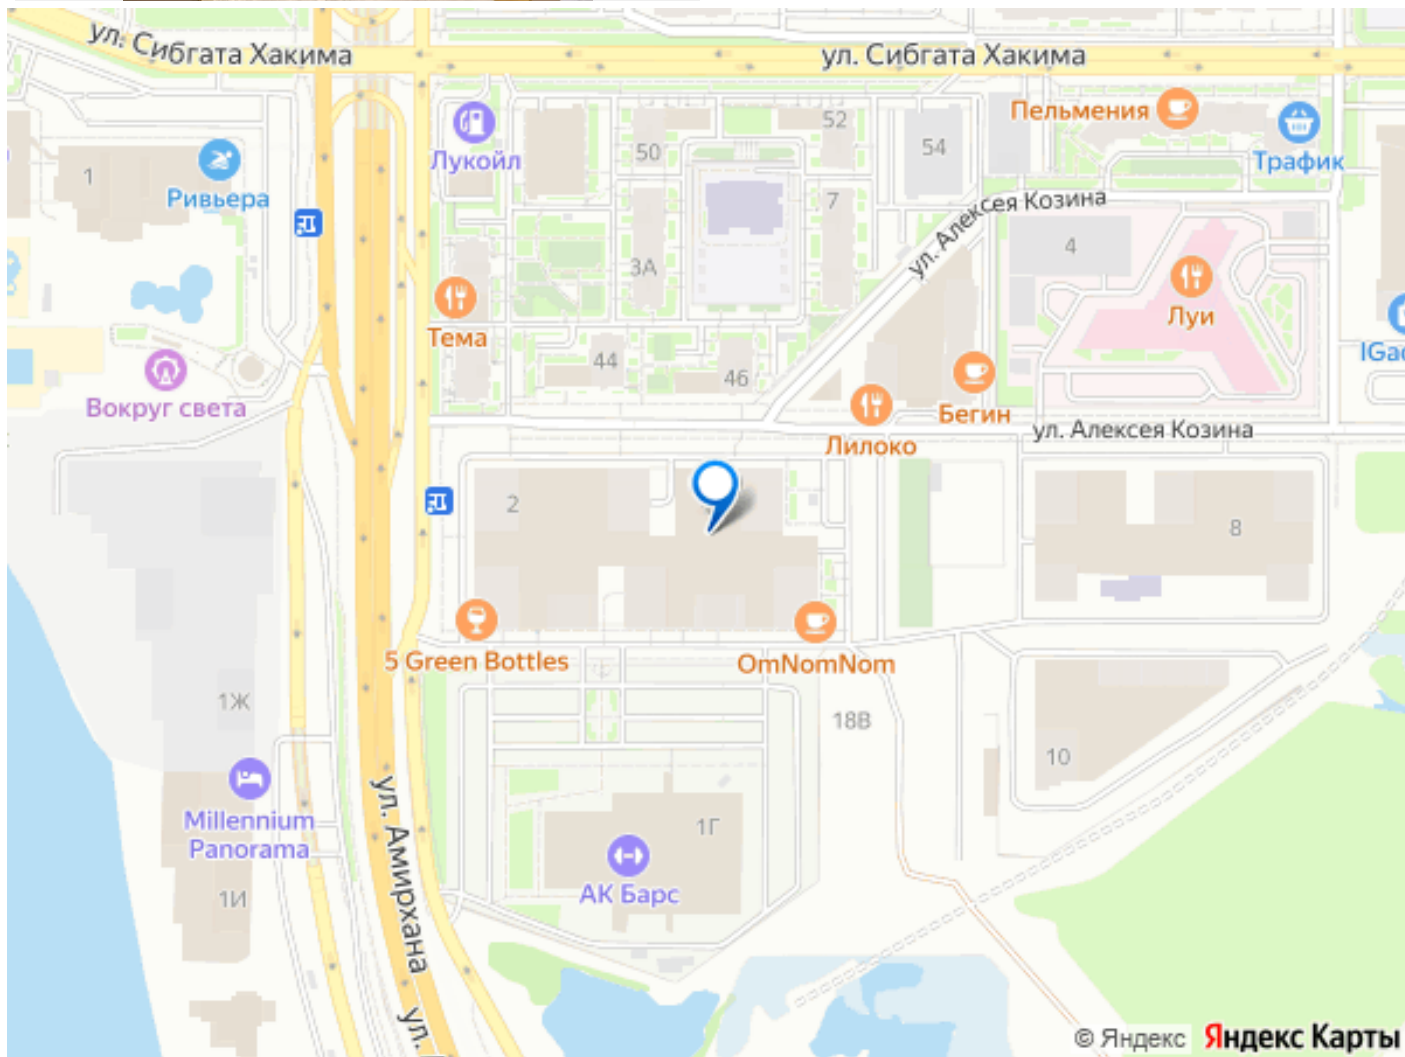 ул. Сибгата Хакима
ул. Сибгата Хакима
Пельмения
52
Лукойл
50
54
Трафик
1
Ривьера
7
ул. Алексея Козина
4
3А
Луи
Тема
44
46
IGa
Вокруг света
Бегин
Лилоко
ул. Алексея Козина
2
8
5 Green Bottles
OmNomNom
1Ж
18В
10
Millennium
Panorama
1Г
АК Барс
1И
ул. Амирхана
ул.
© Яндекс Яндекс Карты